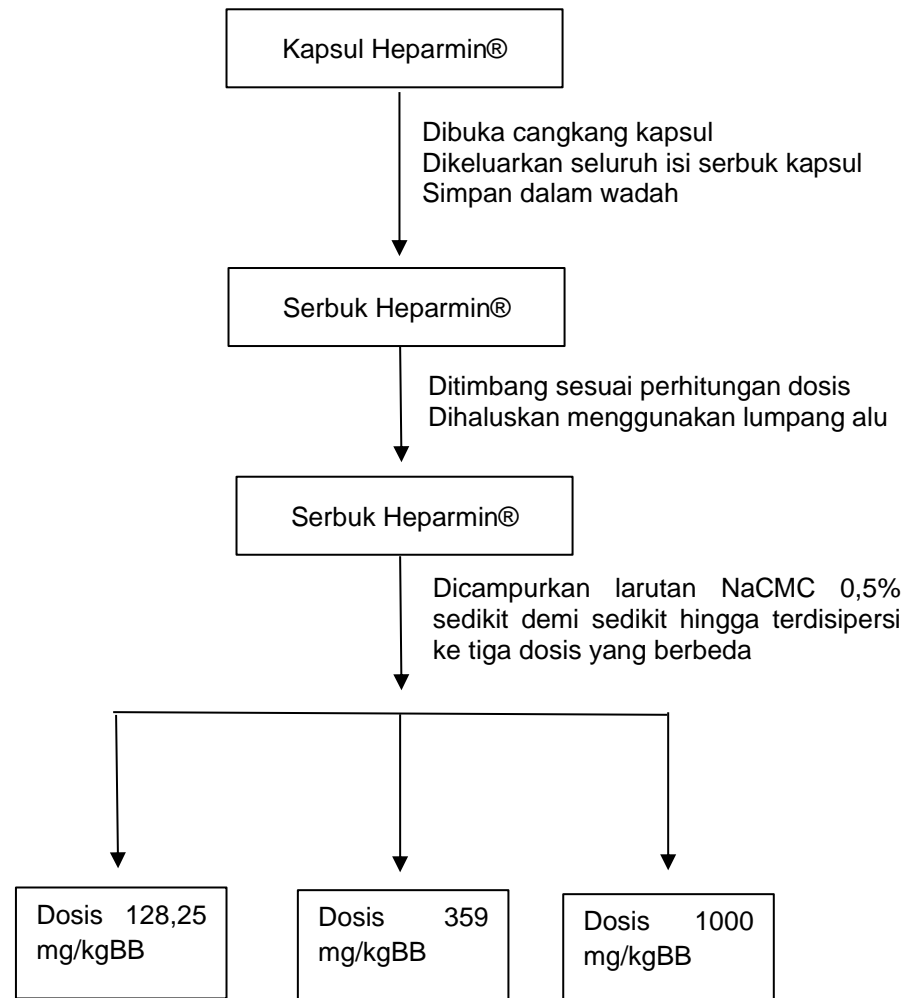 Kapsul Heparmin®
Dibuka cangkang kapsul
Dikeluarkan seluruh isi serbuk kapsul
Simpan dalam wadah
Serbuk Heparmin®
Ditimbang sesuai perhitungan dosis
Dihaluskan menggunakan lumpang alu
Serbuk Heparmin®
Dicampurkan larutan NaCMC 0,5%
sedikit demi sedikit hingga terdisipersi
ke tiga dosis yang berbeda
Dosis 128,25
mg/kgBB
Dosis 359
mg/kgBB
Dosis 1000
mg/kgBB